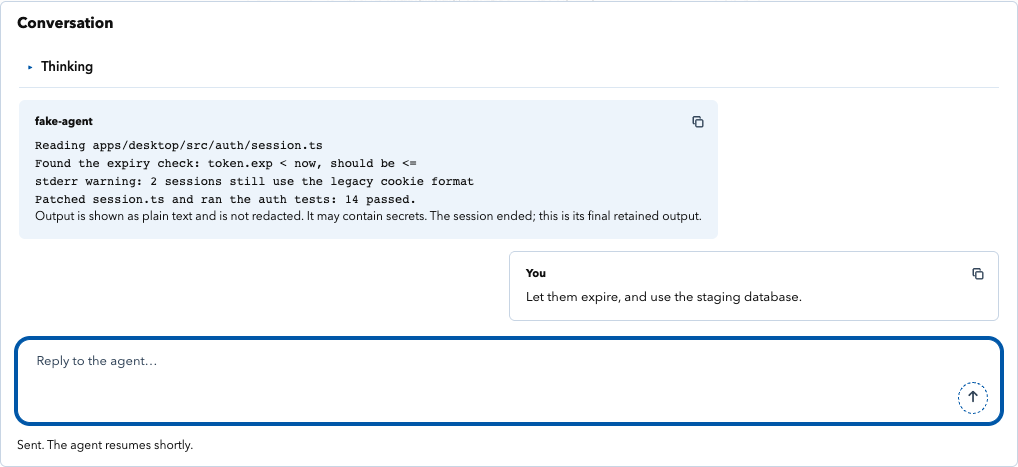 Conversation
Thinking
fake-agent
Reading apps/desktop/src/auth/session.ts
Found the expiry check: token.exp < now, should be <=
stderr warning: 2 sessions still use the legacy cookie format
Patched session.ts and ran the auth tests: 14 passed.
Output is shown as plain text and is not redacted. It may contain secrets. The session ended; this is its final retained output.
You
Let them expire, and use the staging database.
Reply to the agent…
Sent. The agent resumes shortly.